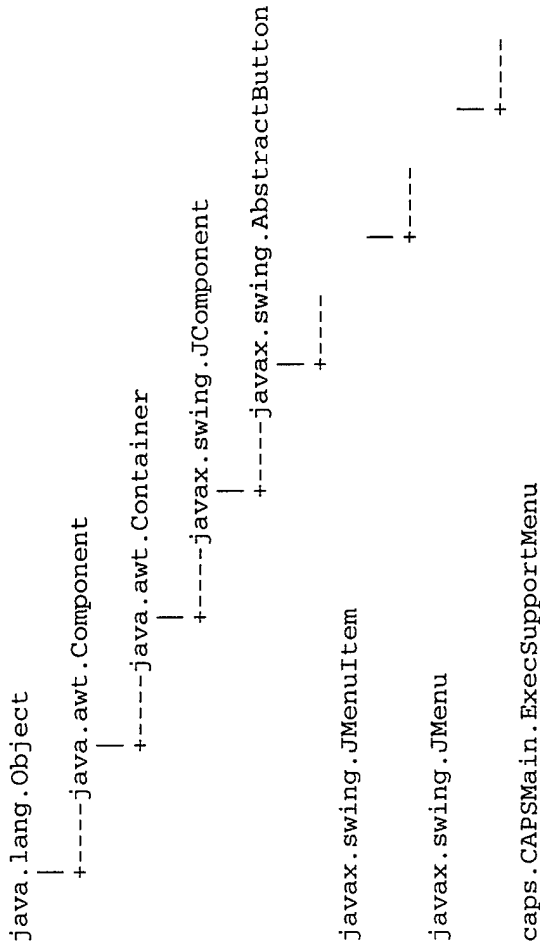 java.lang.Object
|
+-----java.awt.Component
|
+-----java.awt.Container
|
+-----javax.swing.JComponent
|
+-----javax.swing.AbstractButton
|
+-----
javax.swing.JMenuItem
|
+-----
javax.swing.JMenu
|
+-----
caps.CAPSMain.ExecSupportMenu